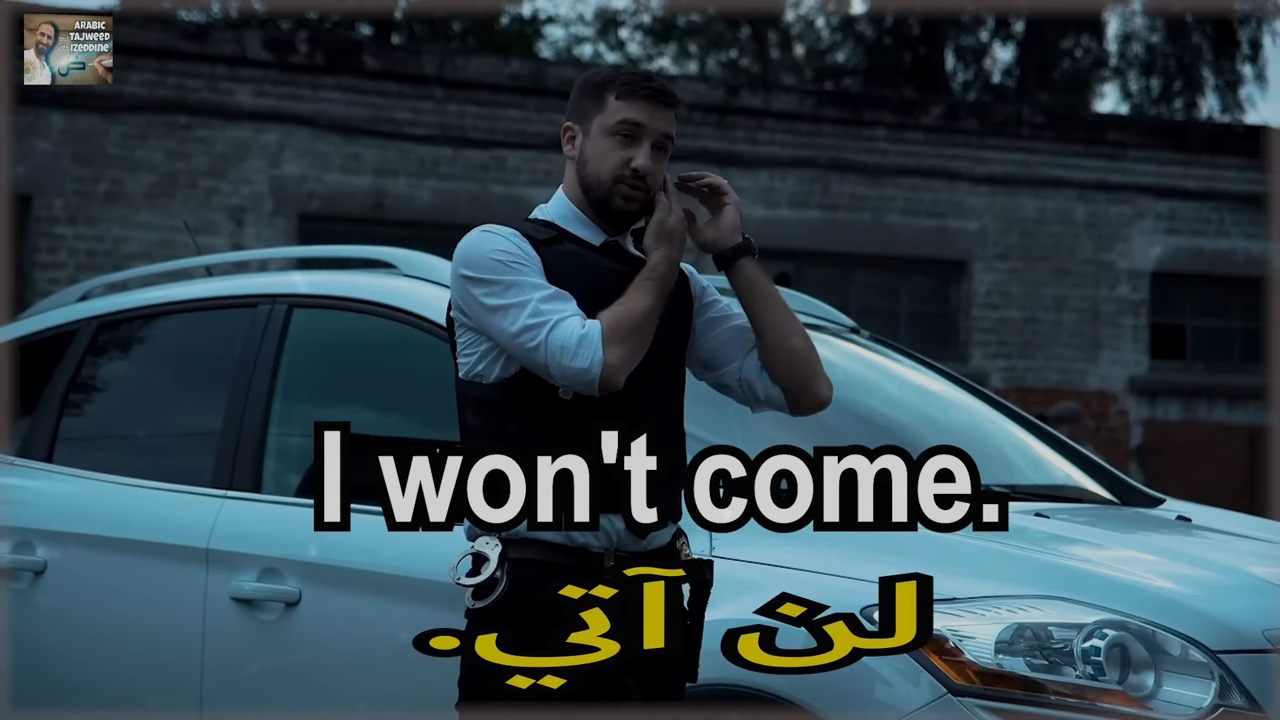 ARABIC
TAJWEED
IZEDDINE
I won't come.
لن آتي.